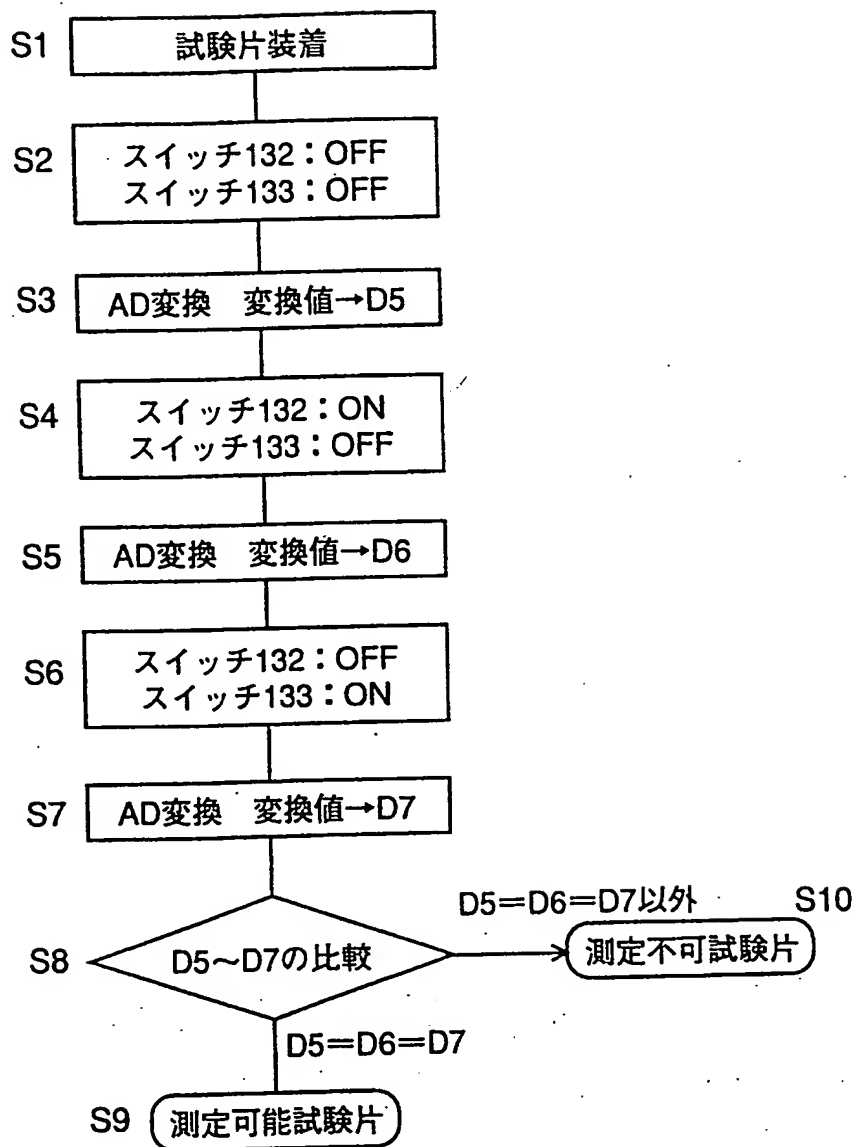 S1 試験片装着
S2 スイッチ132：OFF
スイッチ133：OFF
S3 AD変換　変換値→D5
S4 スイッチ132：ON
スイッチ133：OFF
S5 AD変換　変換値→D6
S6 スイッチ132：OFF
スイッチ133：ON
S7 AD変換　変換値→D7
D5＝D6＝D7以外 S10
S8 D5～D7の比較 測定不可試験片
D5＝D6＝D7
S9 測定可能試験片